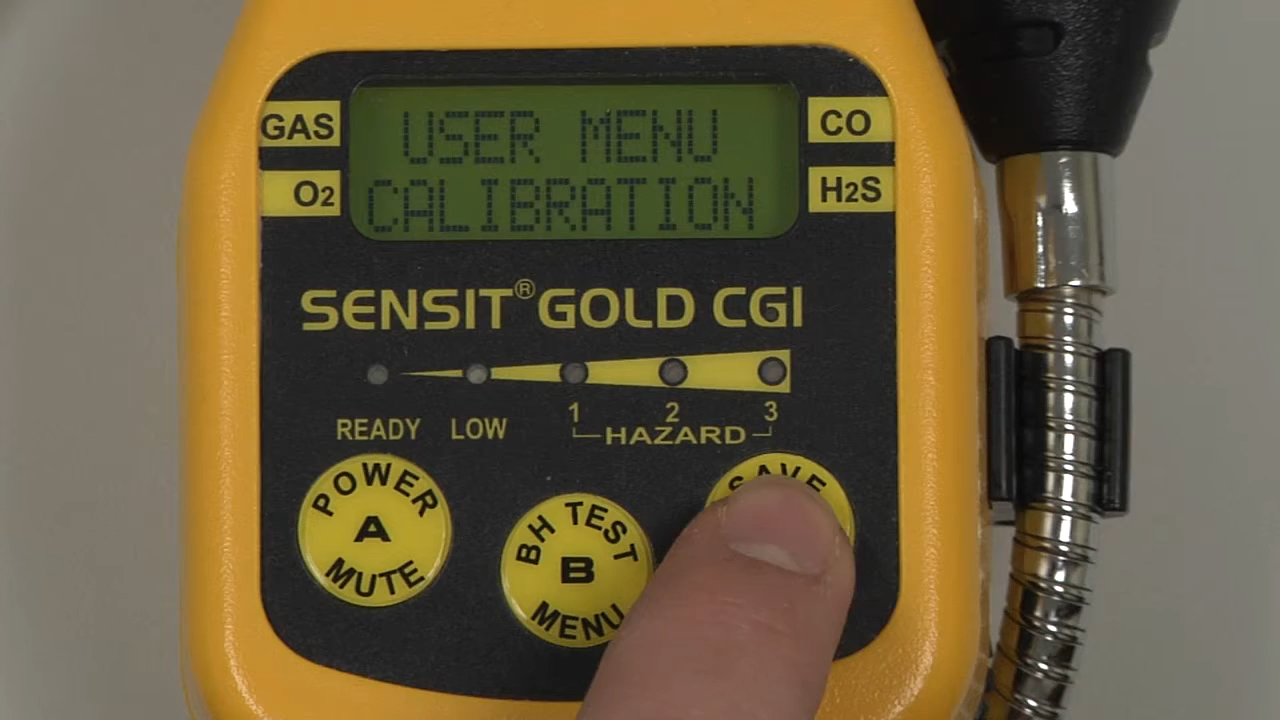 GAS
O2
USER MENU
CALIBRATION
CO
H2S
SENSIT® GOLD CGI
READY LOW 1 2 3
HAZARD
POWER
A
MUTE
BH TEST
B
MENU
SAVE